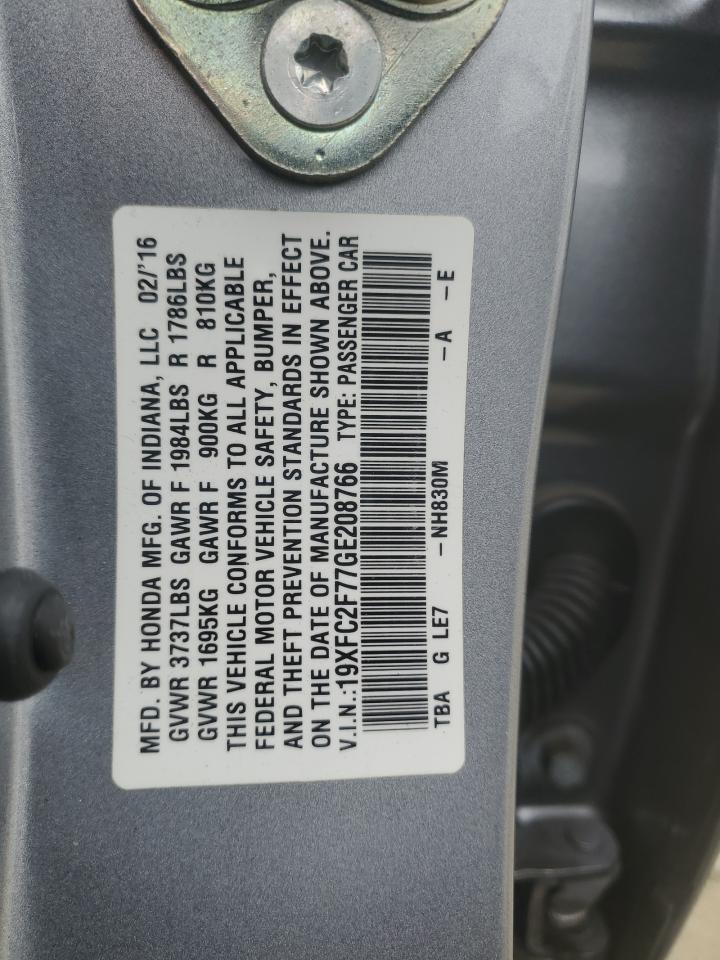 MFD. BY HONDA MFG. OF INDIANA, LLC 02/'16
GVWR 3737LBS GAWR F 1984LBS R 1786LBS
GVWR 1695KG GAWR F 900KG R 810KG
THIS VEHICLE CONFORMS TO ALL APPLICABLE
FEDERAL MOTOR VEHICLE SAFETY, BUMPER,
AND THEFT PREVENTION STANDARDS IN EFFECT
ON THE DATE OF MANUFACTURE SHOWN ABOVE.
V.I.N.:19XFC2F77GE208766 TYPE: PASSENGER CAR
TBA G LE7 -NH830M -A -E